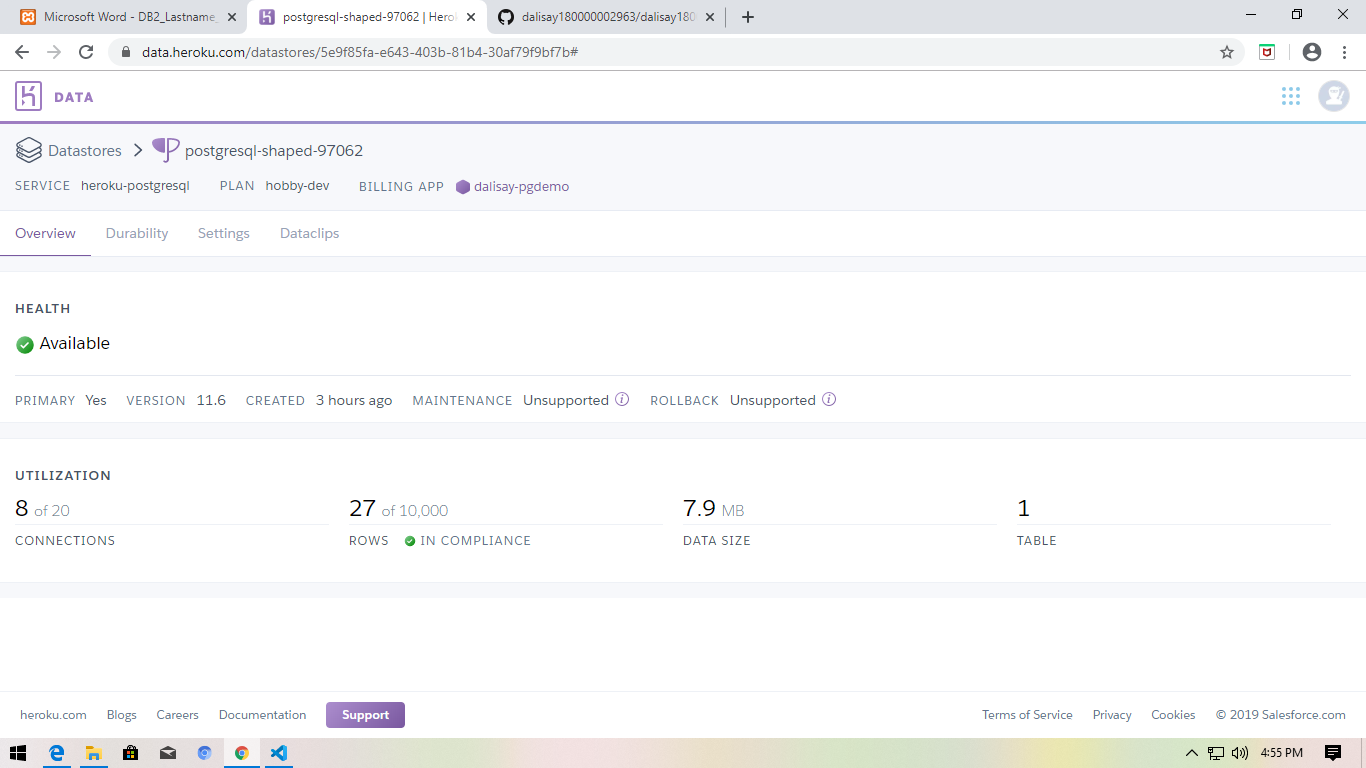 Microsoft Word - DB2_Lastname_
postgresql-shaped-97062 | Hero
dalisay180000002963/dalisay180
data.heroku.com/datastores/5e9f85fa-e643-403b-81b4-30af79f9bf7b#
DATA
Datastores > postgresql-shaped-97062
SERVICE heroku-postgresql PLAN hobby-dev BILLING APP dalisay-pgdemo
Overview Durability Settings Dataclips
HEALTH
Available
PRIMARY Yes VERSION 11.6 CREATED 3 hours ago MAINTENANCE Unsupported ROLLBACK Unsupported
UTILIZATION
8 of 20 27 of 10,000 7.9 MB 1
CONNECTIONS ROWS IN COMPLIANCE DATA SIZE TABLE
heroku.com Blogs Careers Documentation Support Terms of Service Privacy Cookies © 2019 Salesforce.com
4:55 PM